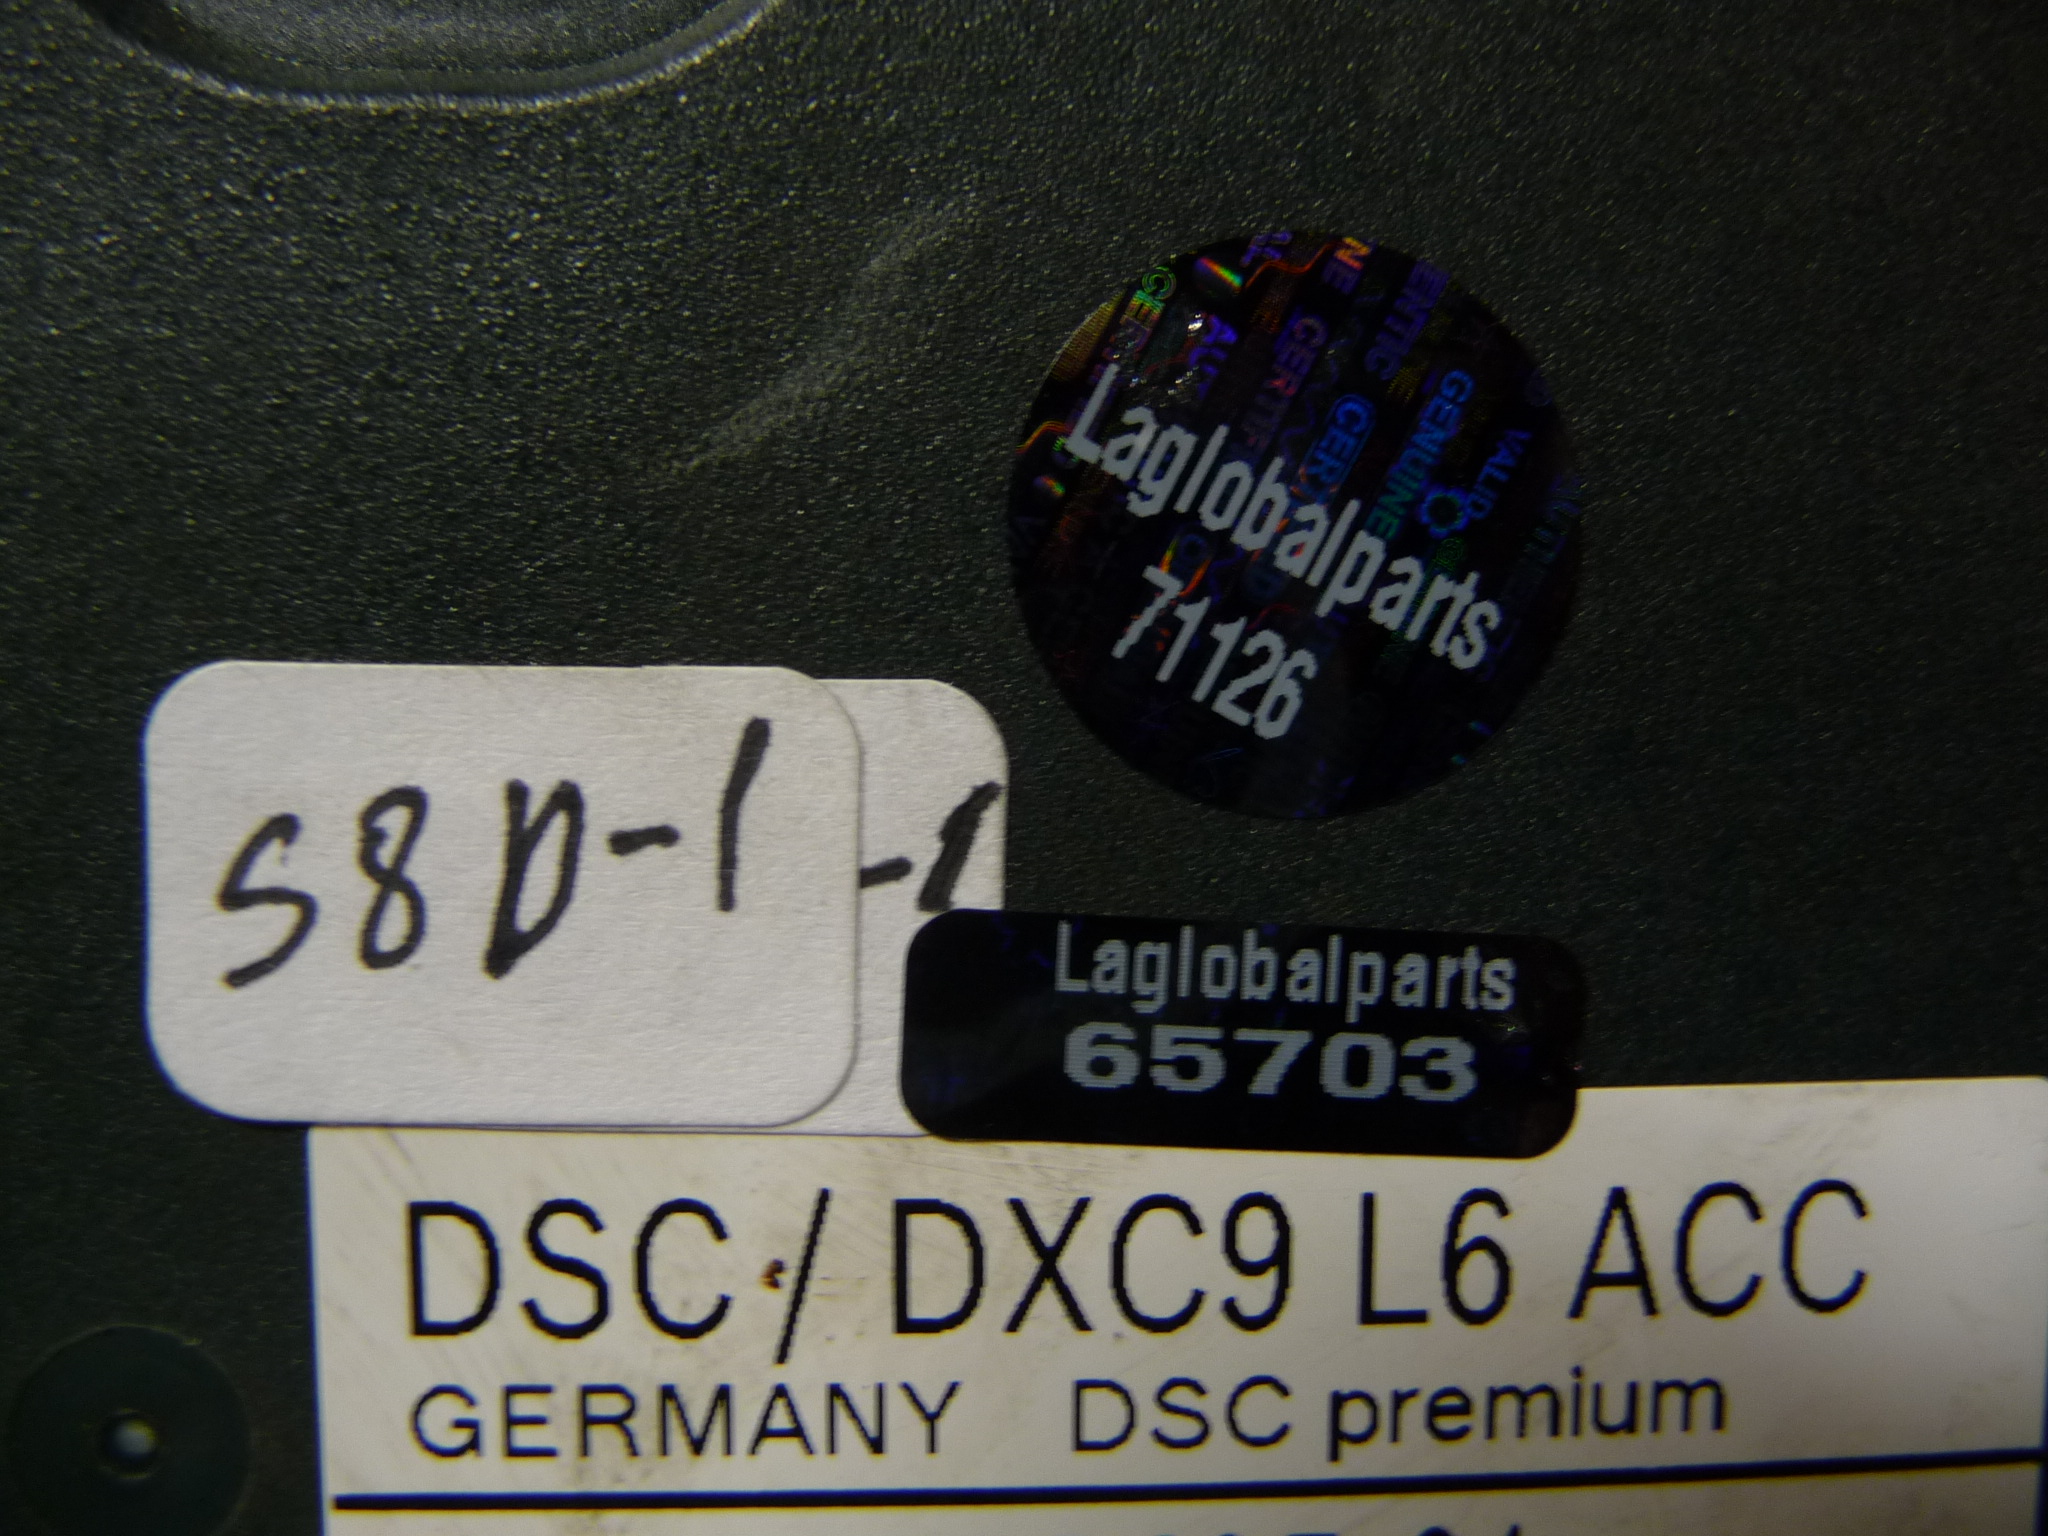 Laglobalparts
71126
S8D-1
-1
Laglobalparts
65703
DSC / DXC9 L6 ACC
GERMANY DSC premium